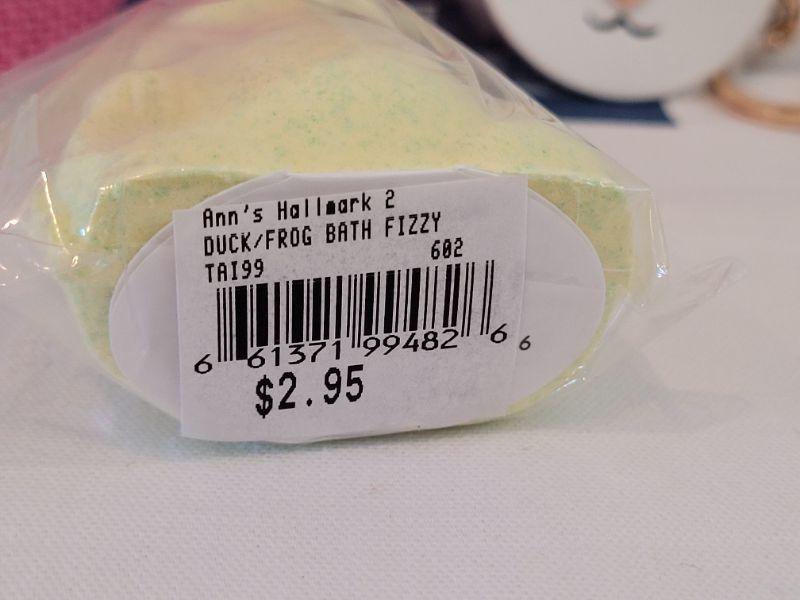 Ann's Hallmark 2
DUCK/FROG BATH FIZZY
602
TAI99
6 61371 99482 6 6
$2.95